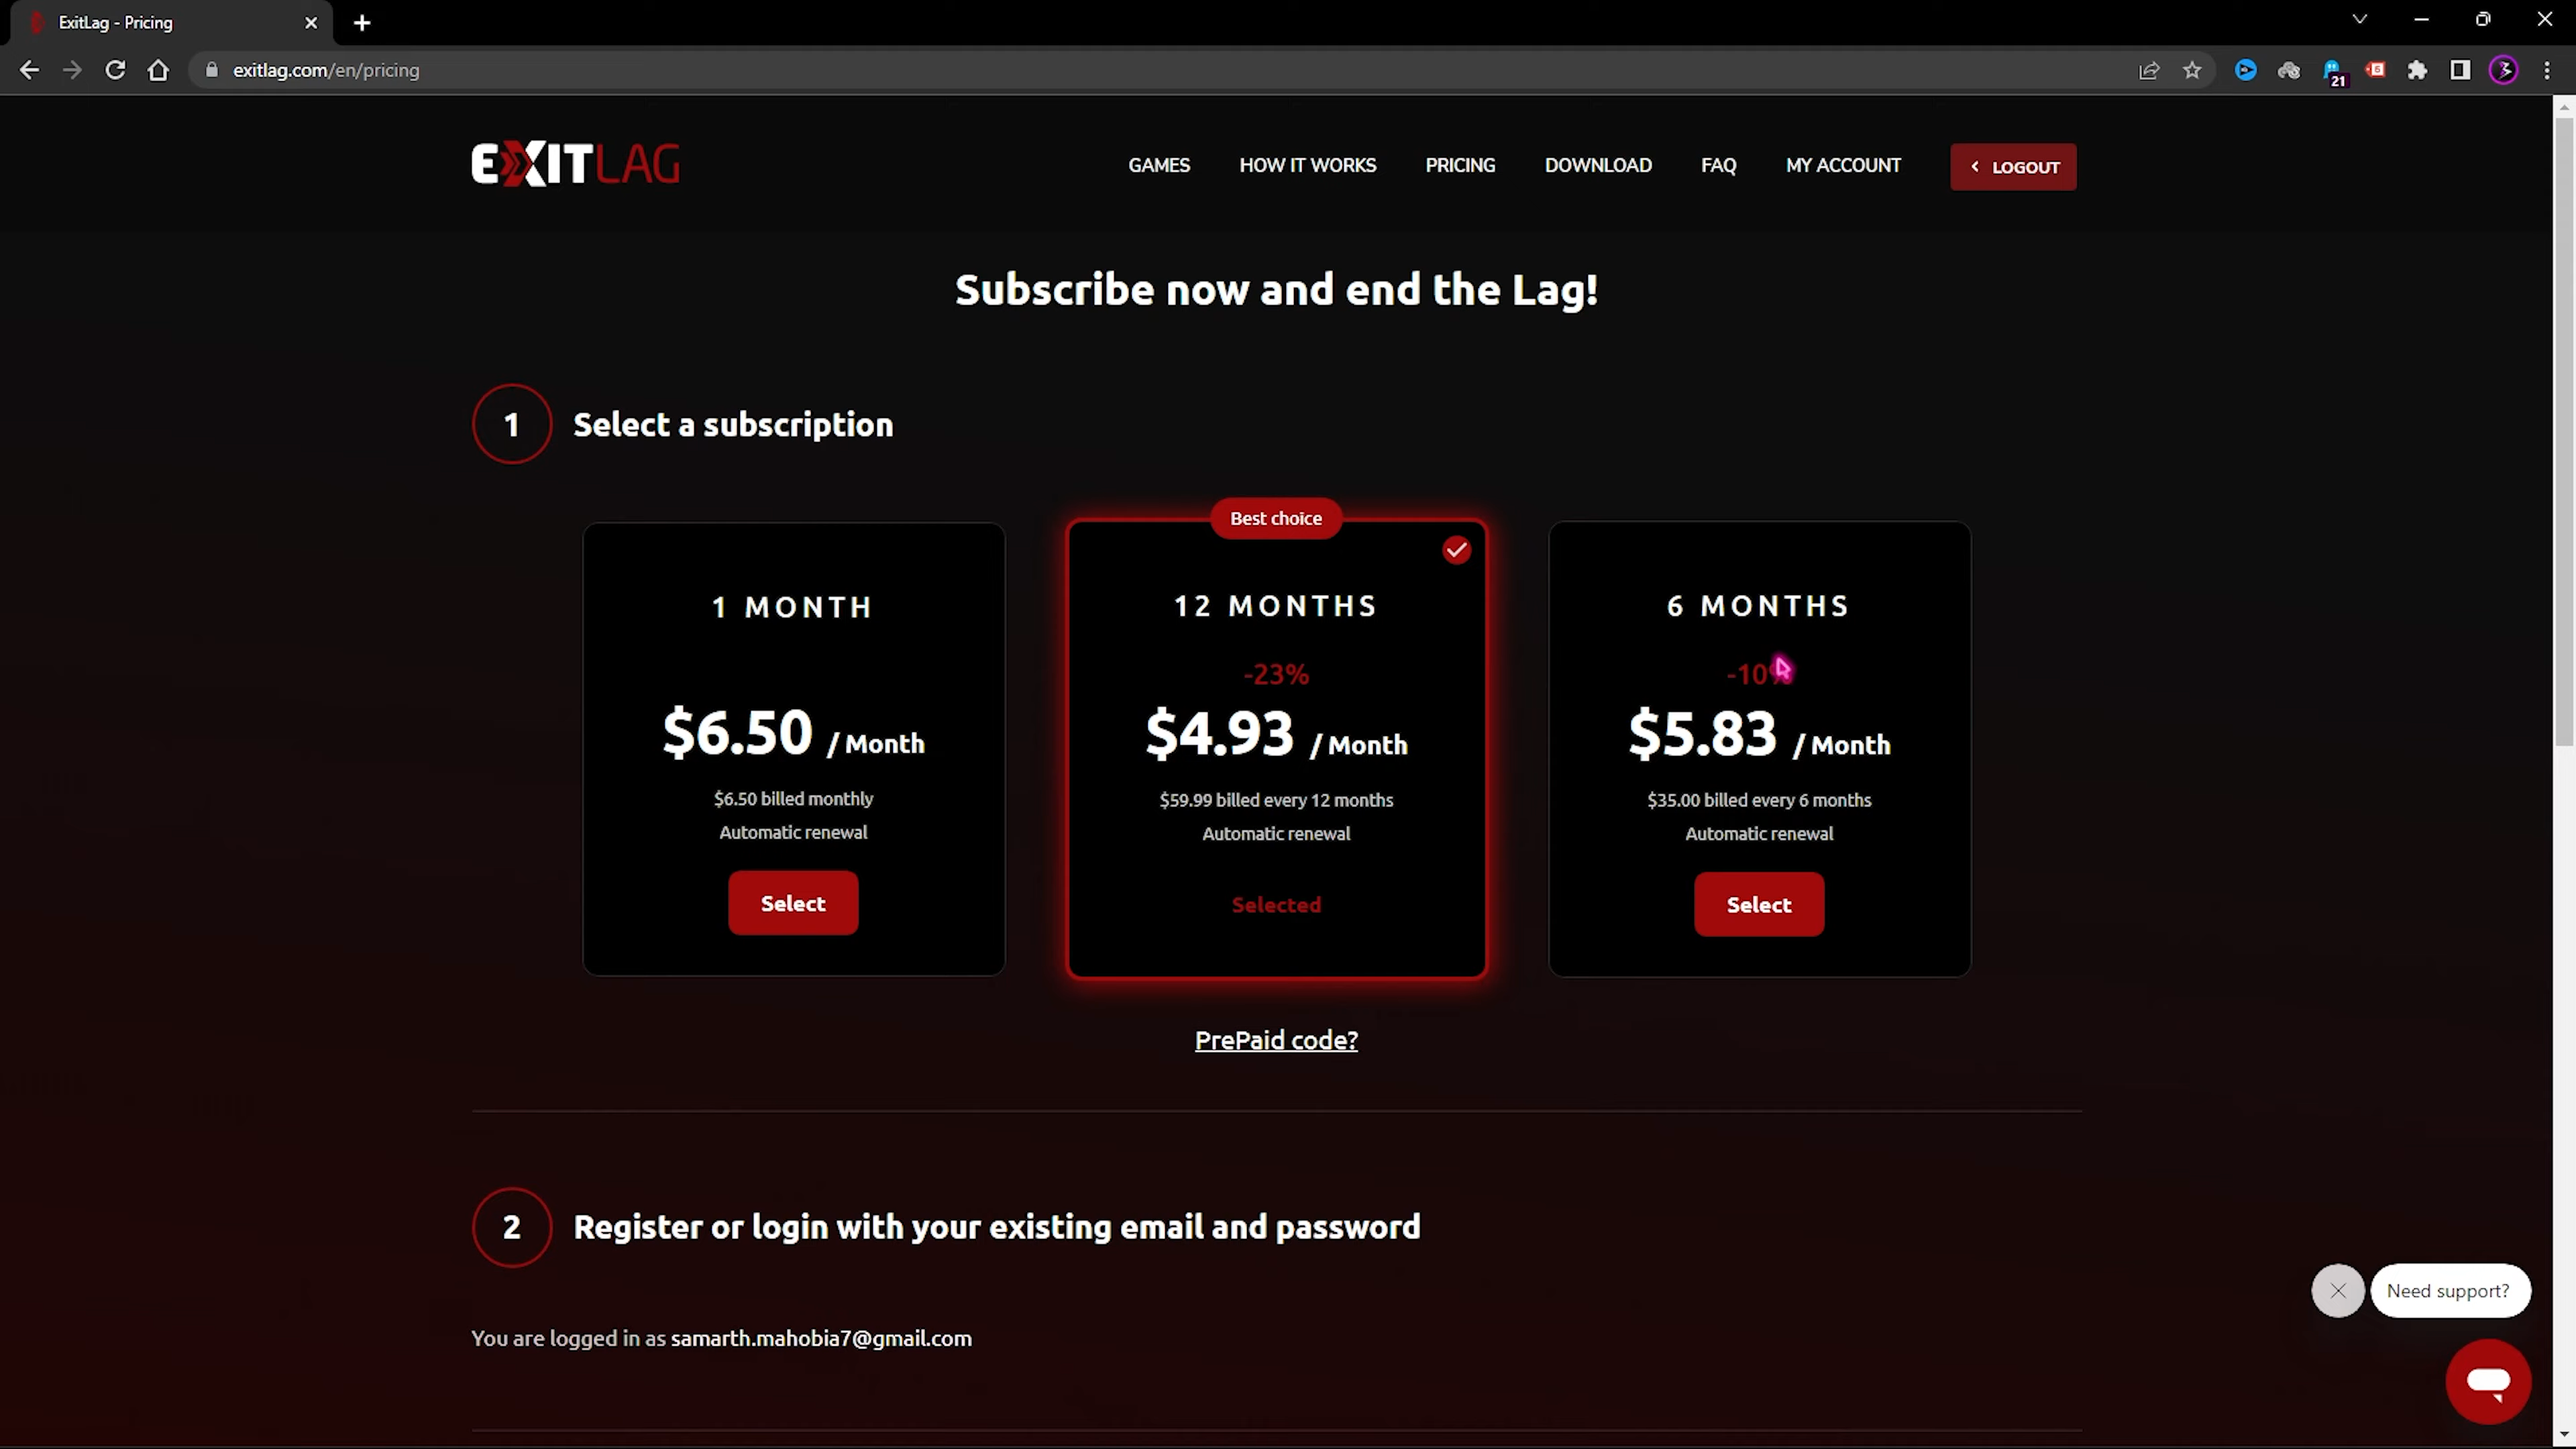 ExitLag - Pricing
exitlag.com/en/pricing
21
EXITLAG
GAMES
HOW IT WORKS
PRICING
DOWNLOAD
FAQ
MY ACCOUNT
LOGOUT
Subscribe now and end the Lag!
1
Select a subscription
1 MONTH
$6.50 / Month
$6.50 billed monthly
Automatic renewal
Select
Best choice
12 MONTHS
-23%
$4.93 / Month
$59.99 billed every 12 months
Automatic renewal
Selected
6 MONTHS
-10%
$5.83 / Month
$35.00 billed every 6 months
Automatic renewal
Select
PrePaid code?
2
Register or login with your existing email and password
You are logged in as samarth.mahobia7@gmail.com
Need support?